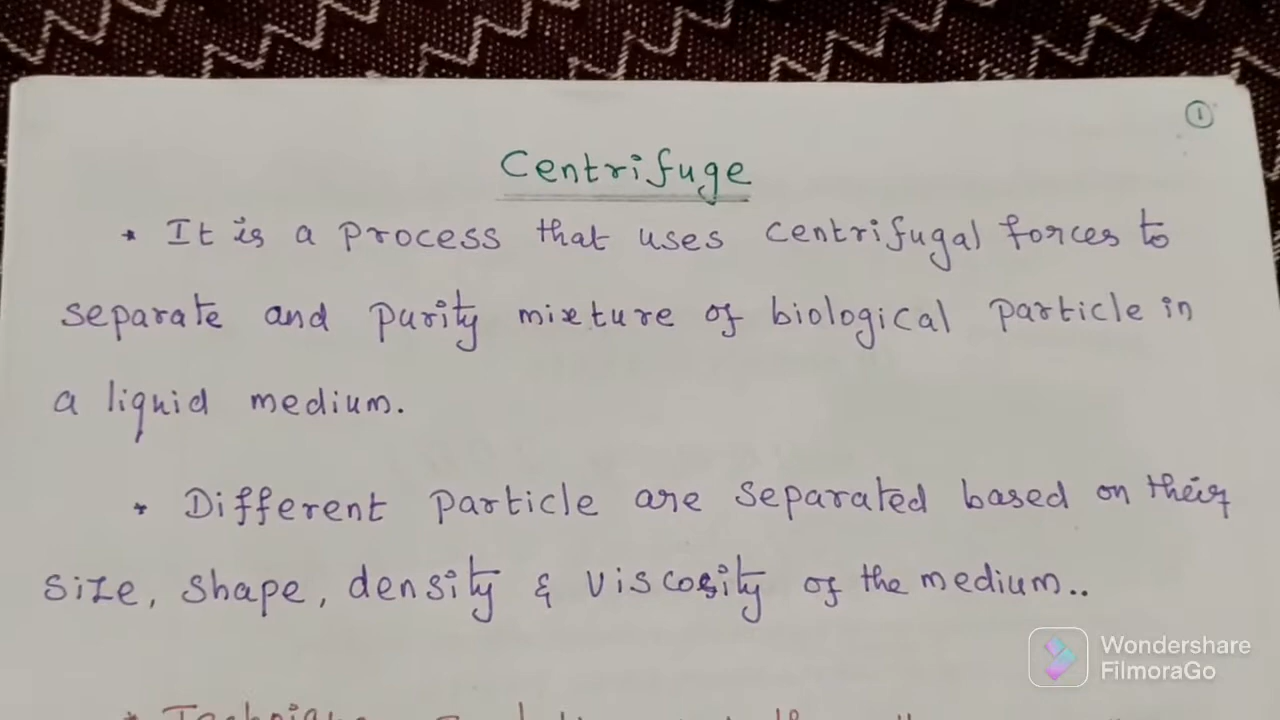 ①
Centrifuge
* It is a process that uses centrifugal forces to
separate and purity mixture of biological particle in
a liquid medium.
* Different particle are separated based on their
size, shape, density & viscosity of the medium..
Wondershare
FilmoraGo